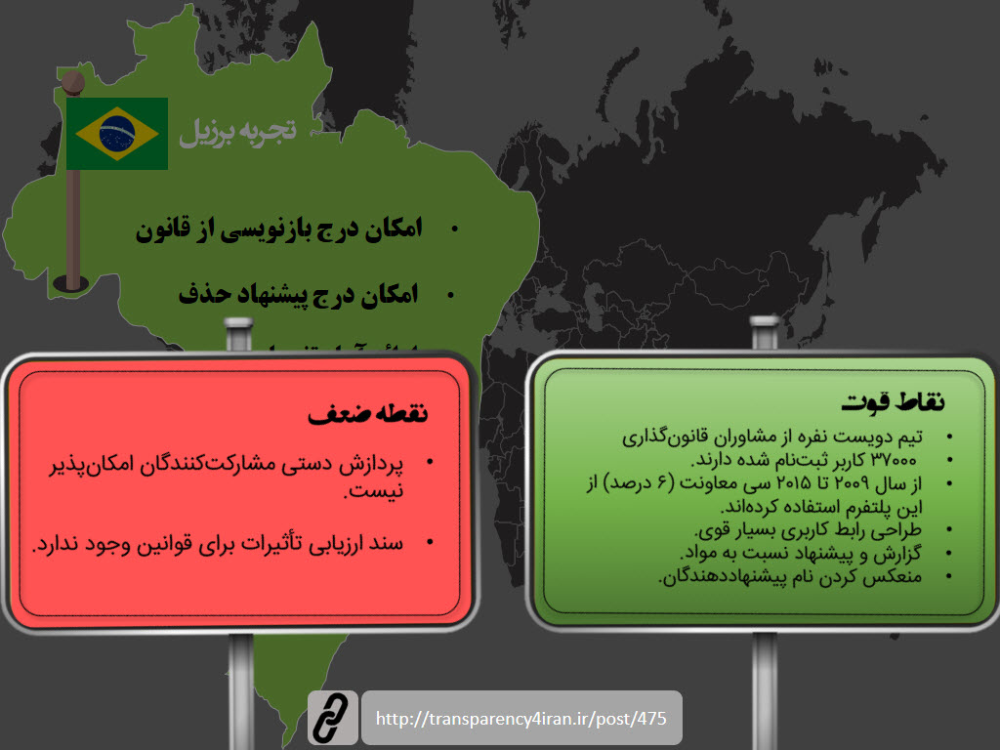 تجربه برزیل
• امکان درج بازنویسی از قانون
• امکان درج پیشنهاد حذف
نقاط قوت
• تیم دویست نفره از مشاوران قانون‌گذاری
• ۳۷۰۰۰ کاربر ثبت‌نام شده دارند.
• از سال ۲۰۰۹ تا ۲۰۱۵ سی معاونت (۶ درصد) از
این پلتفرم استفاده کرده‌اند.
• طراحی رابط کاربری بسیار قوی.
• گزارش و پیشنهاد نسبت به مواد.
• منعکس کردن نام پیشنهاددهندگان.
نقطه ضعف
• پردازش دستی مشارکت‌کنندگان امکان‌پذیر
نیست.
• سند ارزیابی تأثیرات برای قوانین وجود ندارد.
http://transparency4iran.ir/post/475